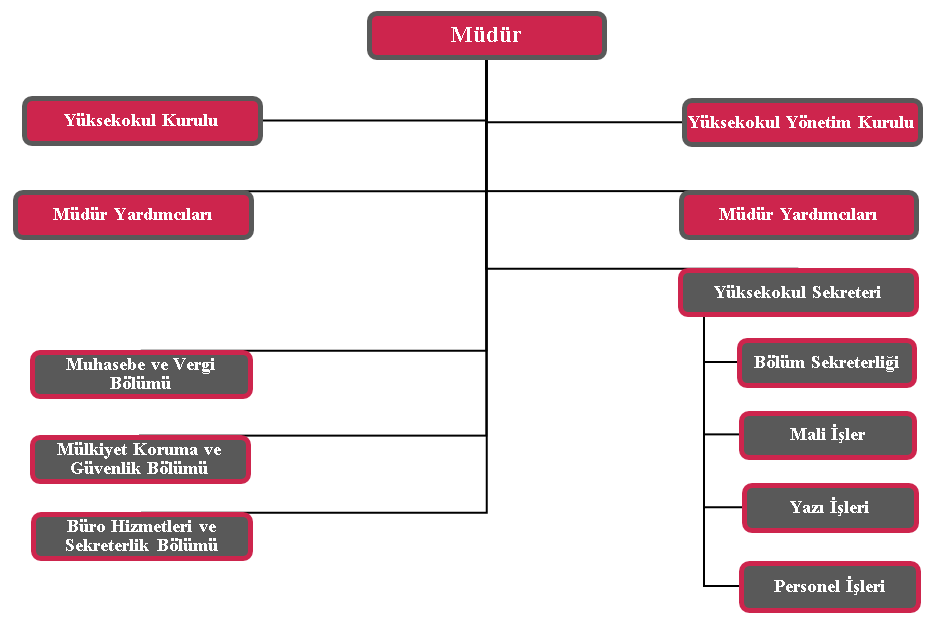 Müdür
Yüksekokul Kurulu
Yüksekokul Yönetim Kurulu
Müdür Yardımcıları
Müdür Yardımcıları
Yüksekokul Sekreteri
Muhasebe ve Vergi
Bölümü
Bölüm Sekreterliği
Mali İşler
Mülkiyet Koruma ve
Güvenlik Bölümü
Yazı İşleri
Büro Hizmetleri ve
Sekreterlik Bölümü
Personel İşleri